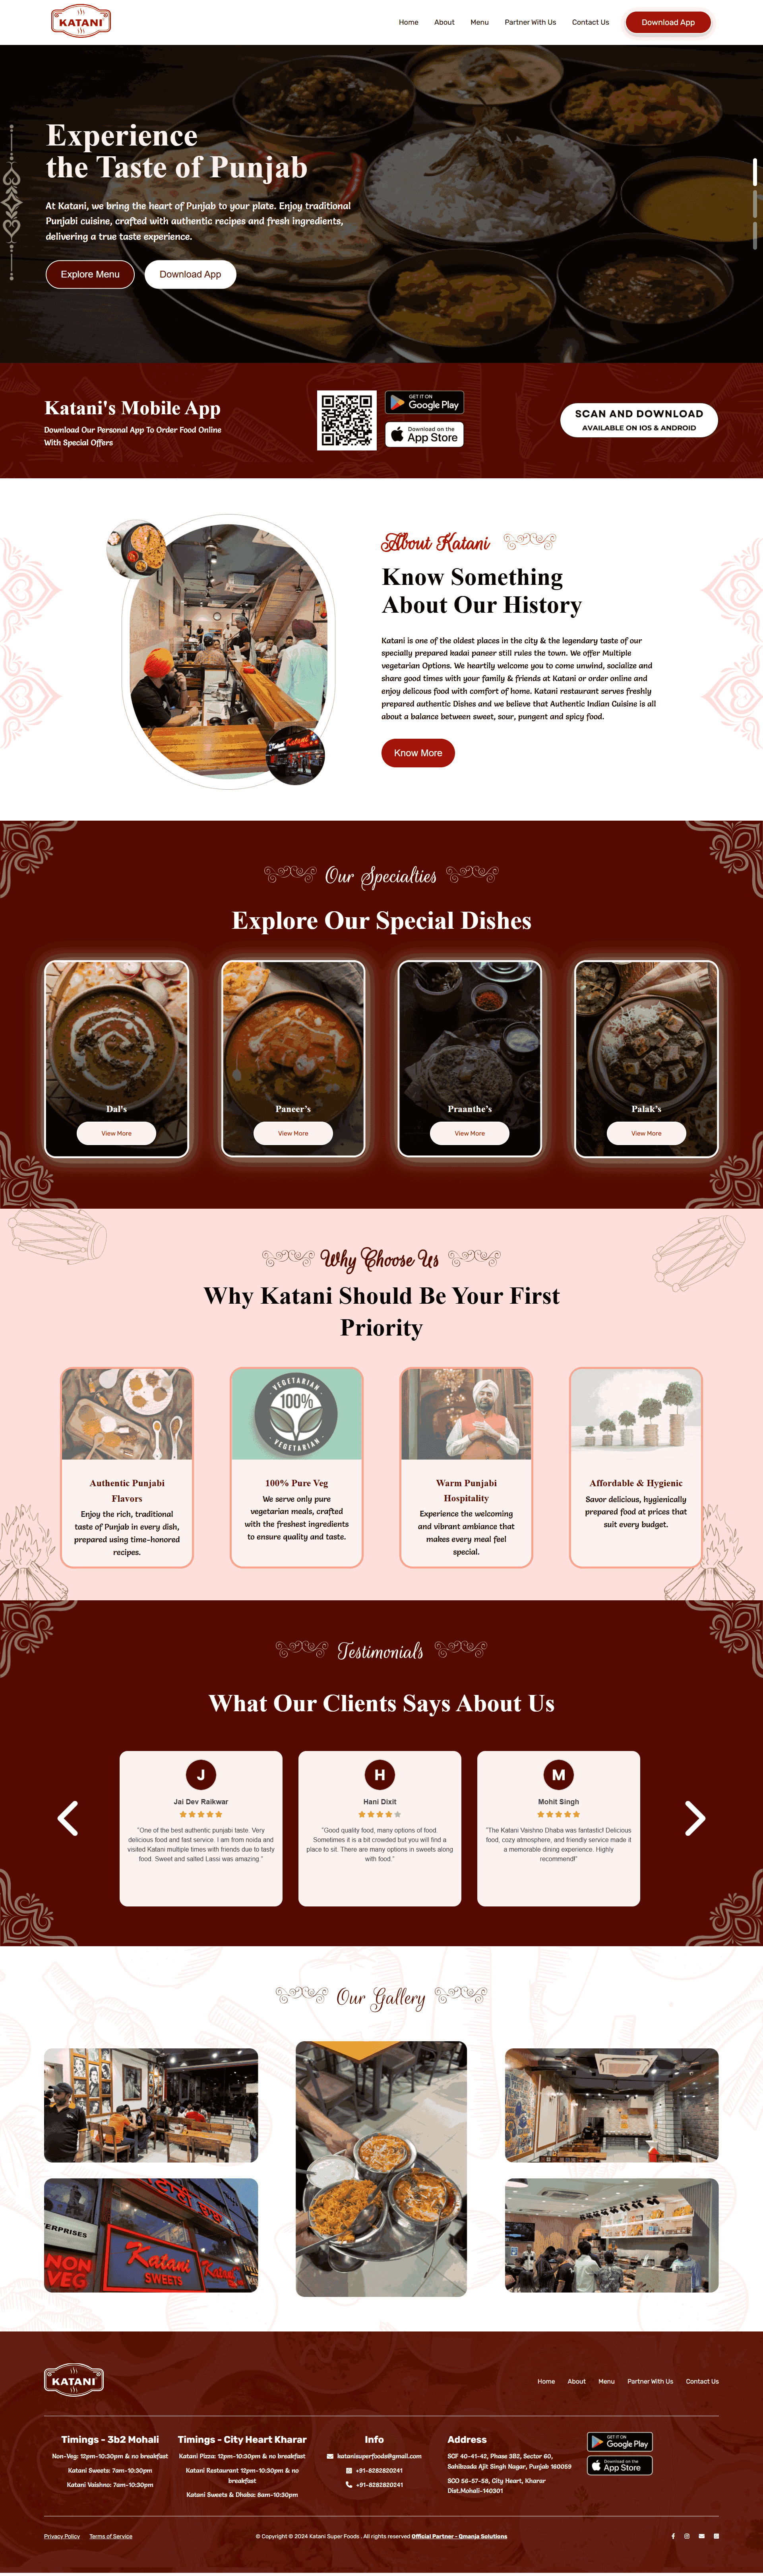 KATANI
Home About Menu Partner With Us Contact Us Download App
Experience
the Taste of Punjab
At Katani, we bring the heart of Punjab to your plate. Enjoy traditional
Punjabi cuisine, crafted with authentic recipes and fresh ingredients,
delivering a true taste experience.
Explore Menu Download App
Katani's Mobile App
Download Our Personal App To Order Food Online
With Special Offers
GET IT ON
Google Play
Download on the
App Store
SCAN AND DOWNLOAD
AVAILABLE ON IOS & ANDROID
About Katani
Know Something
About Our History
Katani is one of the oldest places in the city & the legendary taste of our
specially prepared kadai paneer still rules the town. We offer Multiple
vegetarian Options. We heartily welcome you to come unwind, socialize and
share good times with your family & friends at Katani or order online and
enjoy delicous food with comfort of home. Katani restaurant serves freshly
prepared authentic Dishes and we believe that Authentic Indian Cuisine is all
about a balance between sweet, sour, pungent and spicy food.
Know More
Our Specialties
Explore Our Special Dishes
Dal's
View More
Paneer's
View More
Praanthe's
View More
Palak's
View More
Why Choose Us
Why Katani Should Be Your First
Priority
Authentic Punjabi
Flavors
Enjoy the rich, traditional
taste of Punjab in every dish,
prepared using time-honored
recipes.
VEGETARIAN
100%
VEGETARIAN
100% Pure Veg
We serve only pure
vegetarian meals, crafted
with the freshest ingredients
to ensure quality and taste.
Warm Punjabi
Hospitality
Experience the welcoming
and vibrant ambiance that
makes every meal feel
special.
Affordable & Hygienic
Savor delicious, hygienically
prepared food at prices that
suit every budget.
Testimonials
What Our Clients Says About Us
J
Jai Dev Raikwar
"One of the best authentic punjabi taste. Very
delicious food and fast service. I am from noida and
visited Katani multiple times with friends due to tasty
food. Sweet and salted Lassi was amazing."
H
Hani Dixit
"Good quality food, many options of food.
Sometimes it is a bit crowded but you will find a
place to sit. There are many options in sweets along
with food."
M
Mohit Singh
"The Katani Vaishno Dhaba was fantastic! Delicious
food, cozy atmosphere, and friendly service made it
a memorable dining experience. Highly
recommend!"
Our Gallery
ERPRISES
NON
VEG
Katani
SWEETS
Katani
KATANI
Home About Menu Partner With Us Contact Us
Timings - 3b2 Mohali
Non-Veg: 12pm-10:30pm & no breakfast
Katani Sweets: 7am-10:30pm
Katani Vaishno: 7am-10:30pm
Timings - City Heart Kharar
Katani Pizza: 12pm-10:30pm & no breakfast
Katani Restaurant 12pm-10:30pm & no
breakfast
Katani Sweets & Dhaba: 8am-10:30pm
Info
katanisuperfoods@gmail.com
+91-8282820241
+91-8282820241
Address
SCF 40-41-42, Phase 3B2, Sector 60,
Sahibzada Ajit Singh Nagar, Punjab 160059
SCO 56-57-58, City Heart, Kharar
Dist.Mohali-140301
GET IT ON
Google Play
Download on the
App Store
Privacy Policy Terms of Service
© Copyright © 2024 Katani Super Foods . All rights reserved Official Partner - Qmanja Solutions